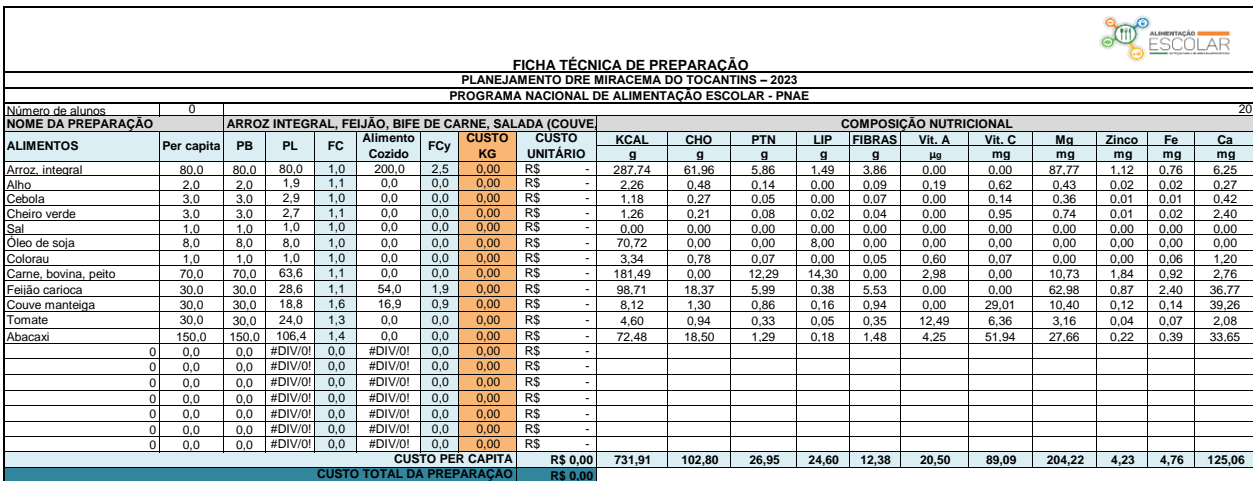 ALIMENTAÇÃO
ESCOLAR
FICHA TÉCNICA DE PREPARAÇÃO
PLANEJAMENTO DRE MIRACEMA DO TOCANTINS – 2023
PROGRAMA NACIONAL DE ALIMENTAÇÃO ESCOLAR - PNAE
Número de alunos 0 20
NOME DA PREPARAÇÃO ARROZ INTEGRAL, FEIJÃO, BIFE DE CARNE, SALADA (COUVE, COMPOSIÇÃO NUTRICIONAL
ALIMENTOS Per capita PB PL FC Alimento Cozido FCy CUSTO KG CUSTO UNITÁRIO KCAL CHO PTN LIP FIBRAS Vit. A Vit. C Mg Zinco Fe Ca
g g g g g µg mg mg mg mg mg
Arroz, integral 80,0 80,0 80,0 1,0 200,0 2,5 0,00 R$ - 287,74 61,96 5,86 1,49 3,86 0,00 0,00 87,77 1,12 0,76 6,25
Alho 2,0 2,0 1,9 1,1 0,0 0,0 0,00 R$ - 2,26 0,48 0,14 0,00 0,09 0,19 0,62 0,43 0,02 0,02 0,27
Cebola 3,0 3,0 2,9 1,0 0,0 0,0 0,00 R$ - 1,18 0,27 0,05 0,00 0,07 0,00 0,14 0,36 0,01 0,01 0,42
Cheiro verde 3,0 3,0 2,7 1,1 0,0 0,0 0,00 R$ - 1,26 0,21 0,08 0,02 0,04 0,00 0,95 0,74 0,01 0,02 2,40
Sal 1,0 1,0 1,0 1,0 0,0 0,0 0,00 R$ - 0,00 0,00 0,00 0,00 0,00 0,00 0,00 0,00 0,00 0,00 0,00
Óleo de soja 8,0 8,0 8,0 1,0 0,0 0,0 0,00 R$ - 70,72 0,00 0,00 8,00 0,00 0,00 0,00 0,00 0,00 0,00 0,00
Colorau 1,0 1,0 1,0 1,0 0,0 0,0 0,00 R$ - 3,34 0,78 0,07 0,00 0,05 0,60 0,07 0,00 0,00 0,06 1,20
Carne, bovina, peito 70,0 70,0 63,6 1,1 0,0 0,0 0,00 R$ - 181,49 0,00 12,29 14,30 0,00 2,98 0,00 10,73 1,84 0,92 2,76
Feijão carioca 30,0 30,0 28,6 1,1 54,0 1,9 0,00 R$ - 98,71 18,37 5,99 0,38 5,53 0,00 0,00 62,98 0,87 2,40 36,77
Couve manteiga 30,0 30,0 18,8 1,6 16,9 0,9 0,00 R$ - 8,12 1,30 0,86 0,16 0,94 0,00 29,01 10,40 0,12 0,14 39,26
Tomate 30,0 30,0 24,0 1,3 0,0 0,0 0,00 R$ - 4,60 0,94 0,33 0,05 0,35 12,49 6,36 3,16 0,04 0,07 2,08
Abacaxi 150,0 150,0 106,4 1,4 0,0 0,0 0,00 R$ - 72,48 18,50 1,29 0,18 1,48 4,25 51,94 27,66 0,22 0,39 33,65
0 0,0 0,0 #DIV/0! 0,0 #DIV/0! 0,0 0,00 R$ -
0 0,0 0,0 #DIV/0! 0,0 #DIV/0! 0,0 0,00 R$ -
0 0,0 0,0 #DIV/0! 0,0 #DIV/0! 0,0 0,00 R$ -
0 0,0 0,0 #DIV/0! 0,0 #DIV/0! 0,0 0,00 R$ -
0 0,0 0,0 #DIV/0! 0,0 #DIV/0! 0,0 0,00 R$ -
0 0,0 0,0 #DIV/0! 0,0 #DIV/0! 0,0 0,00 R$ -
0 0,0 0,0 #DIV/0! 0,0 #DIV/0! 0,0 0,00 R$ -
CUSTO PER CAPITA R$ 0,00 731,91 102,80 26,95 24,60 12,38 20,50 89,09 204,22 4,23 4,76 125,06
CUSTO TOTAL DA PREPARAÇÃO R$ 0,00